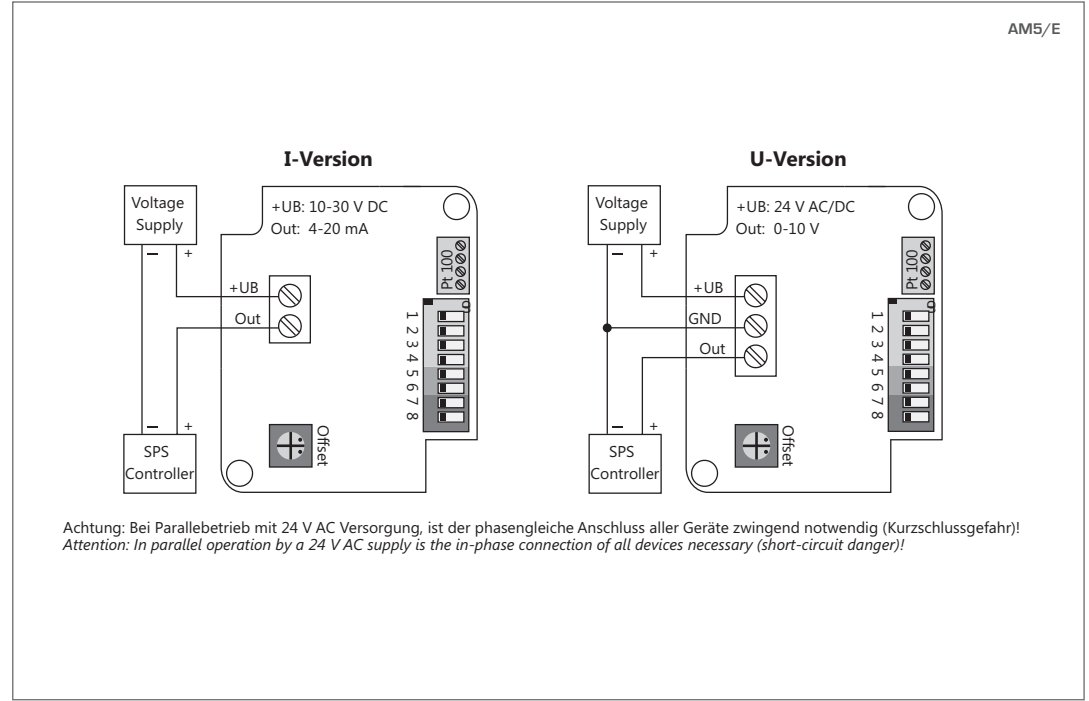 AM5/E
I-Version
Voltage
Supply
+UB: 10-30 V DC
Out: 4-20 mA
Pt 100
− +
+UB
Out
1 2 3 4 5 6 7 8
Offset
− +
SPS
Controller
U-Version
Voltage
Supply
+UB: 24 V AC/DC
Out: 0-10 V
Pt 100
− +
+UB
GND
Out
1 2 3 4 5 6 7 8
Offset
− +
SPS
Controller
Achtung: Bei Parallebetrieb mit 24 V AC Versorgung, ist der phasengleiche Anschluss aller Geräte zwingend notwendig (Kurzschlussgefahr)!
Attention: In parallel operation by a 24 V AC supply is the in-phase connection of all devices necessary (short-circuit danger)!